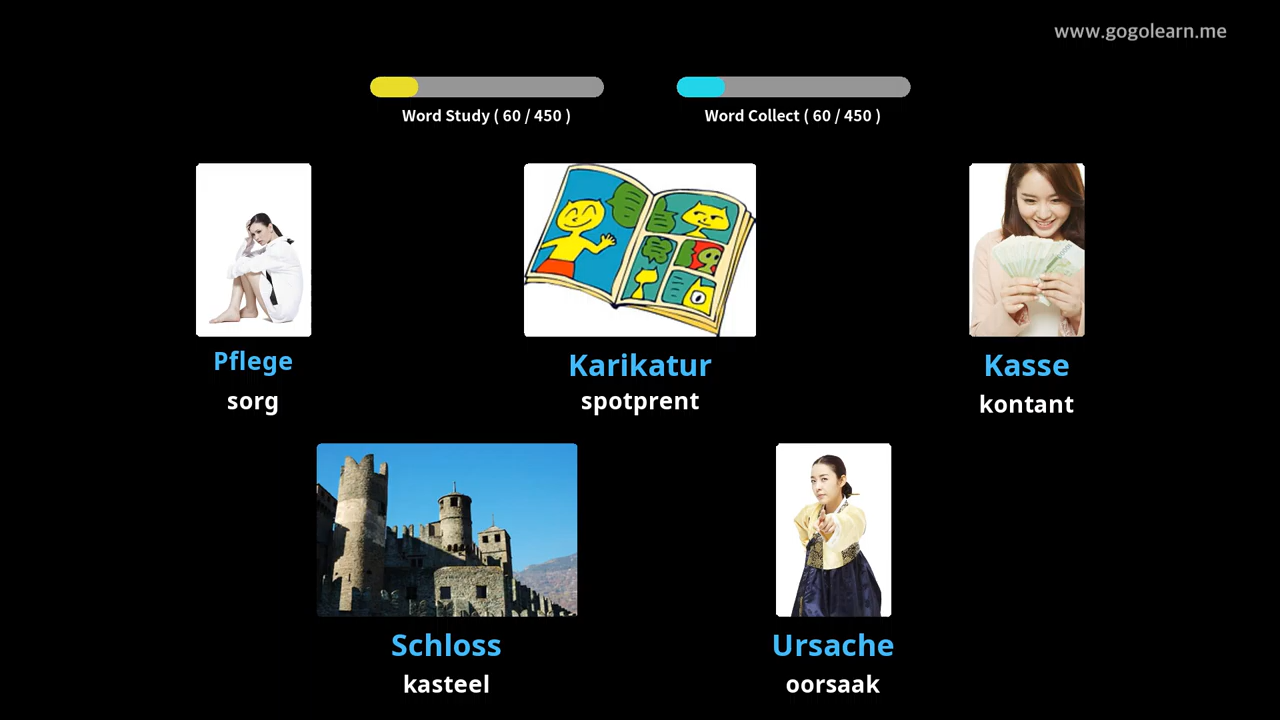 www.gogolearn.me
Word Study ( 60 / 450 )
Word Collect ( 60 / 450 )
Pflege
sorg
Karikatur
spotprent
Kasse
kontant
Schloss
kasteel
Ursache
oorsaak